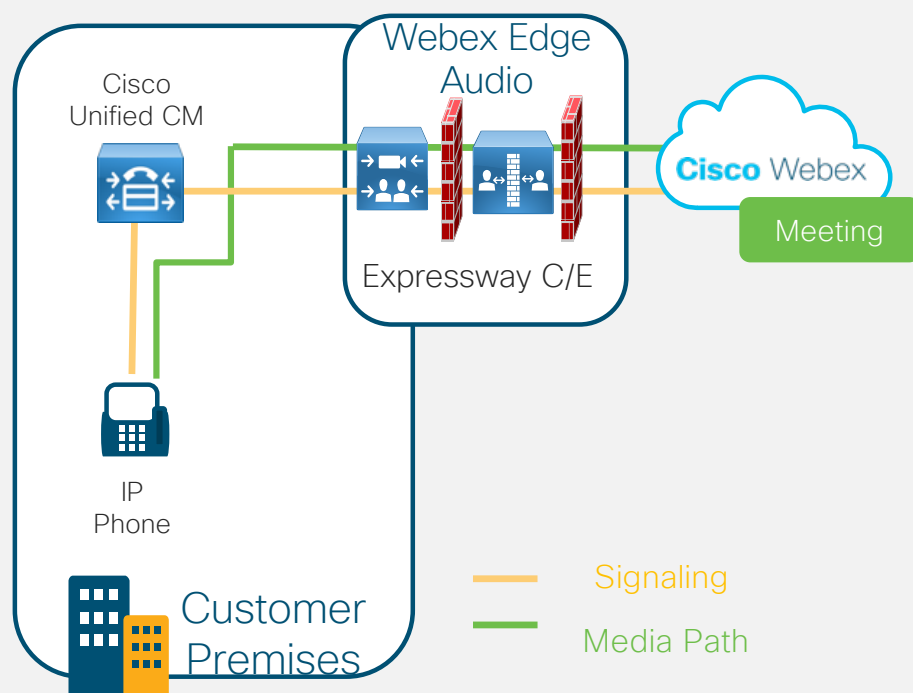 Webex Edge
Audio
Cisco
Unified CM
Cisco Webex
Meeting
Expressway C/E
IP
Phone
Signaling
Media Path
Customer
Premises